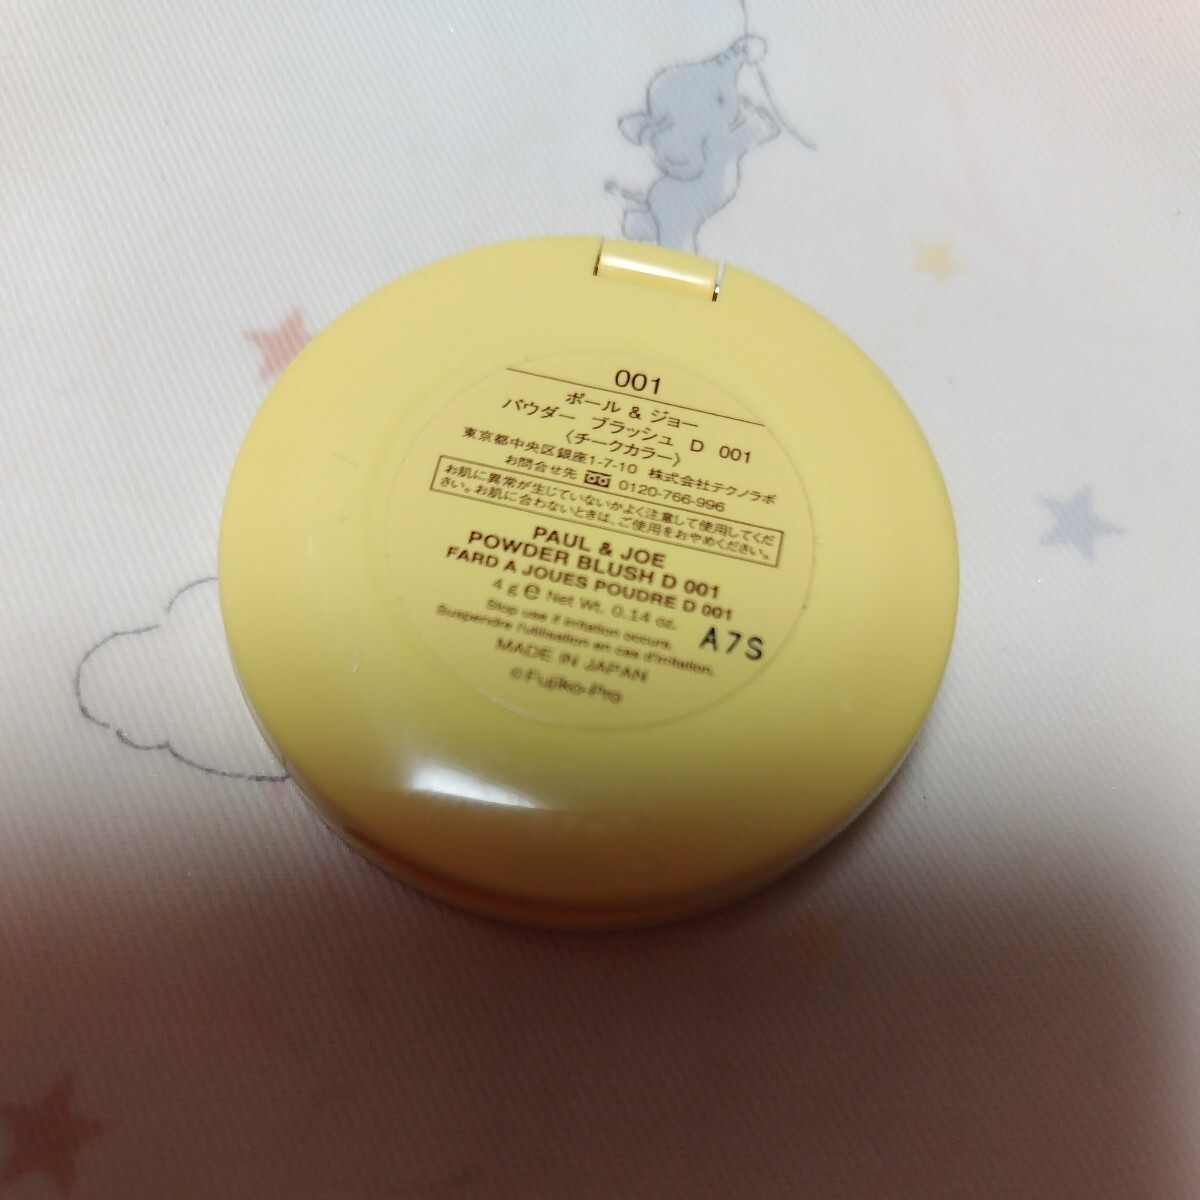 001
ポール & ジョー
パウダー ブラッシュ D 001
〈チークカラー〉
東京都中央区銀座1-7-10 株式会社テクノラボ
お問合せ先 0120-766-996
お肌に異常が生じていないかよく注意して使用してくだ
さい。お肌に合わないときは、ご使用をおやめください。
PAUL & JOE
POWDER BLUSH D 001
FARD A JOUES POUDRE D 001
4 g ℮ Net Wt. 0.14 oz.
Stop use if irritation occurs.
Suspendre l'utilisation en cas d'irritation.
A7S
MADE IN JAPAN
©Fujiko-Pro